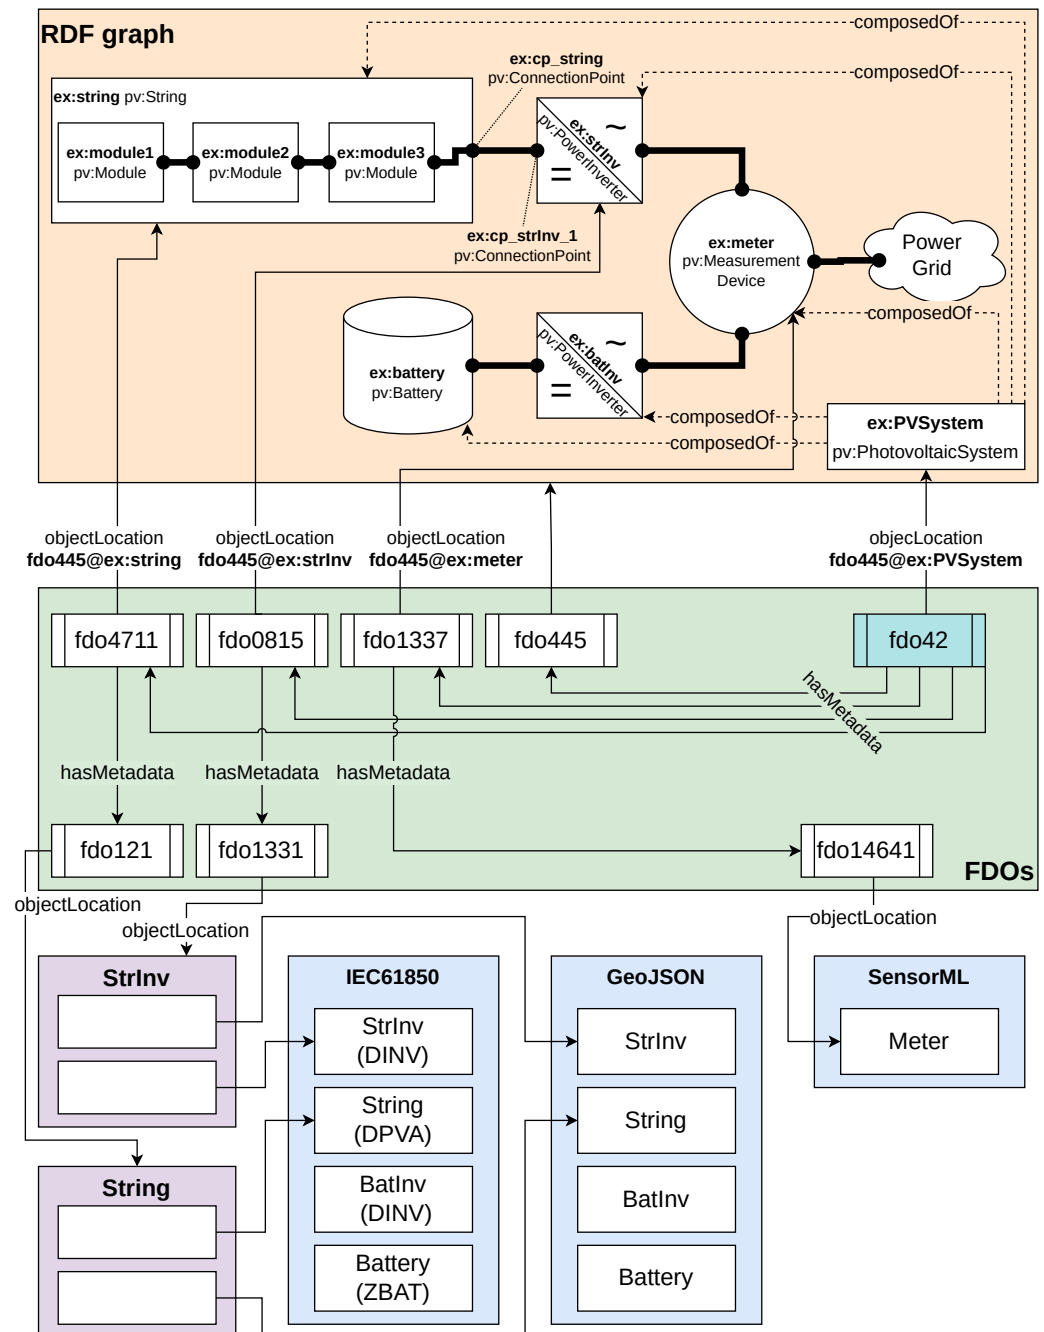 RDF graph
composedOf
ex:cp_string
pv:ConnectionPoint
composedOf
ex:string pv:String
ex:module1
pv:Module
ex:module2
pv:Module
ex:module3
pv:Module
ex:strInv
pv:PowerInverter
~
=
ex:cp_strInv_1
pv:ConnectionPoint
ex:meter
pv:Measurement
Device
Power
Grid
composedOf
ex:battery
pv:Battery
ex:batInv
pv:PowerInverter
~
=
composedOf
composedOf
ex:PVSystem
pv:PhotovoltaicSystem
objectLocation
fdo445@ex:string
objectLocation
fdo445@ex:strInv
objectLocation
fdo445@ex:meter
objecLocation
fdo445@ex:PVSystem
fdo4711
fdo0815
fdo1337
fdo445
fdo42
hasMetadata
hasMetadata
hasMetadata
hasMetadata
fdo121
fdo1331
fdo14641
FDOs
objectLocation
objectLocation
objectLocation
StrInv
IEC61850
StrInv
(DINV)
String
(DPVA)
BatInv
(DINV)
Battery
(ZBAT)
GeoJSON
StrInv
String
BatInv
Battery
SensorML
Meter
String